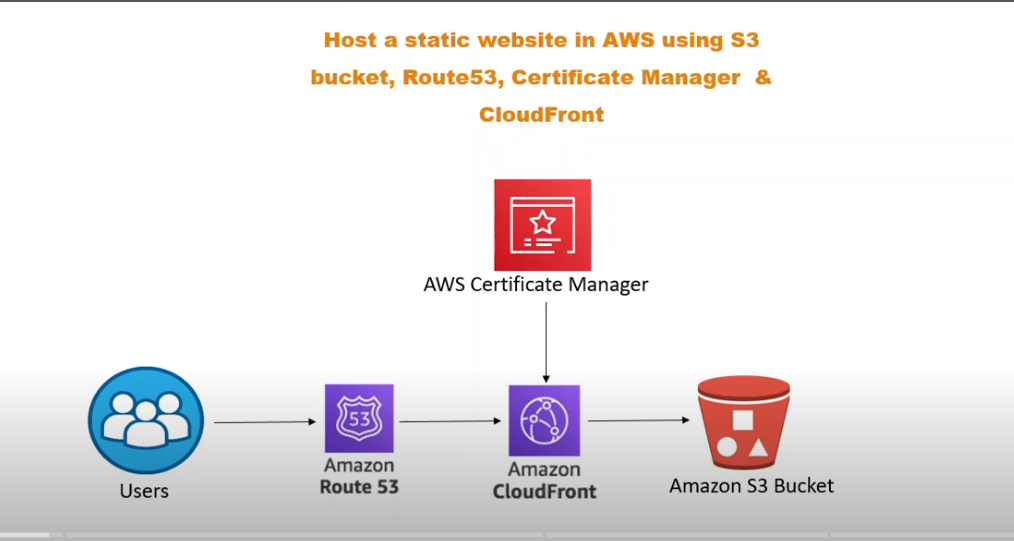 Host a static website in AWS using S3
bucket, Route53, Certificate Manager &
CloudFront
AWS Certificate Manager
53
Amazon
Route 53
Amazon
CloudFront
Users
Amazon S3 Bucket